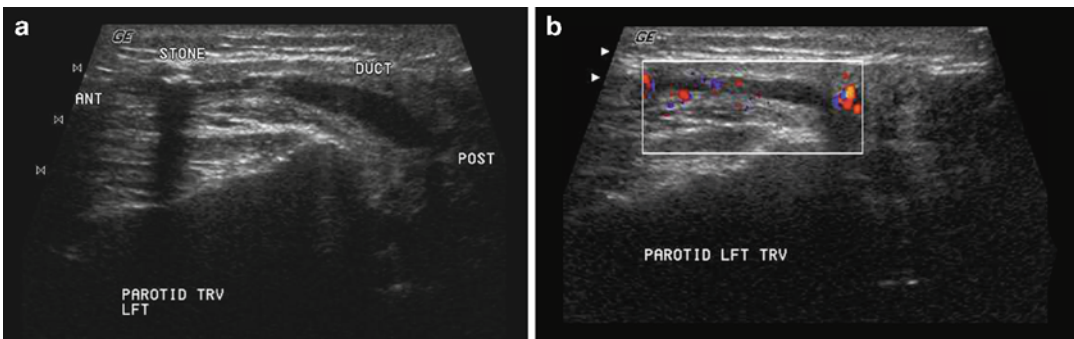 a
GE
STONE
DUCT
ANT
POST
PAROTID TRV
LFT
b
GE
PAROTID LFT TRV